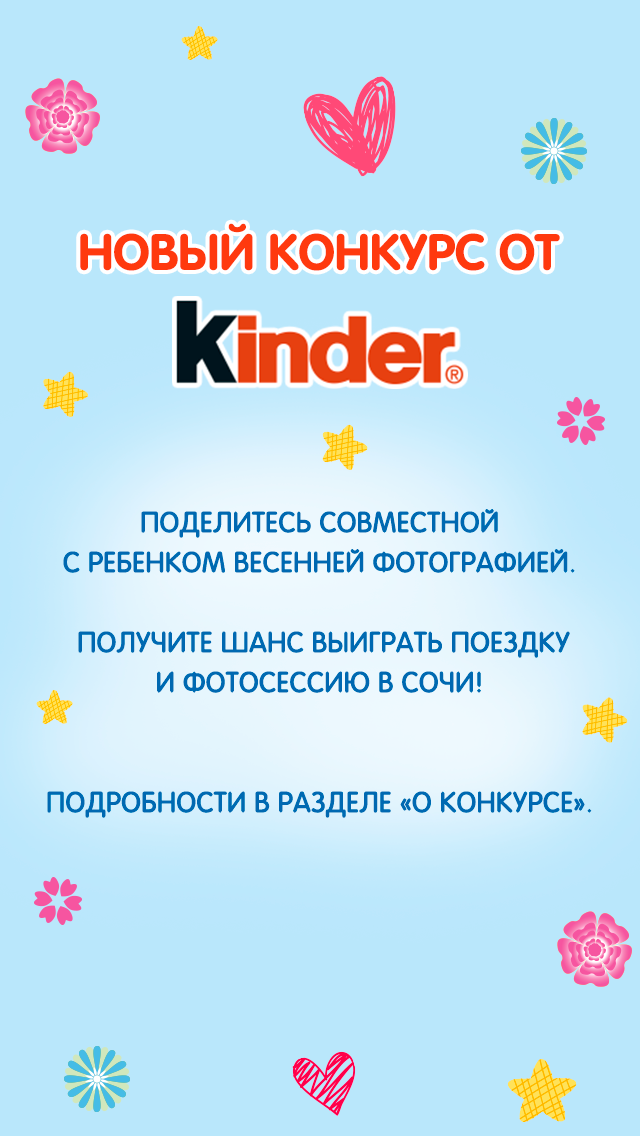 НОВЫЙ КОНКУРС ОТ
Kinder®
ПОДЕЛИТЕСЬ СОВМЕСТНОЙ
С РЕБЕНКОМ ВЕСЕННЕЙ ФОТОГРАФИЕЙ.
ПОЛУЧИТЕ ШАНС ВЫИГРАТЬ ПОЕЗДКУ
И ФОТОСЕССИЮ В СОЧИ!
ПОДРОБНОСТИ В РАЗДЕЛЕ «О КОНКУРСЕ».